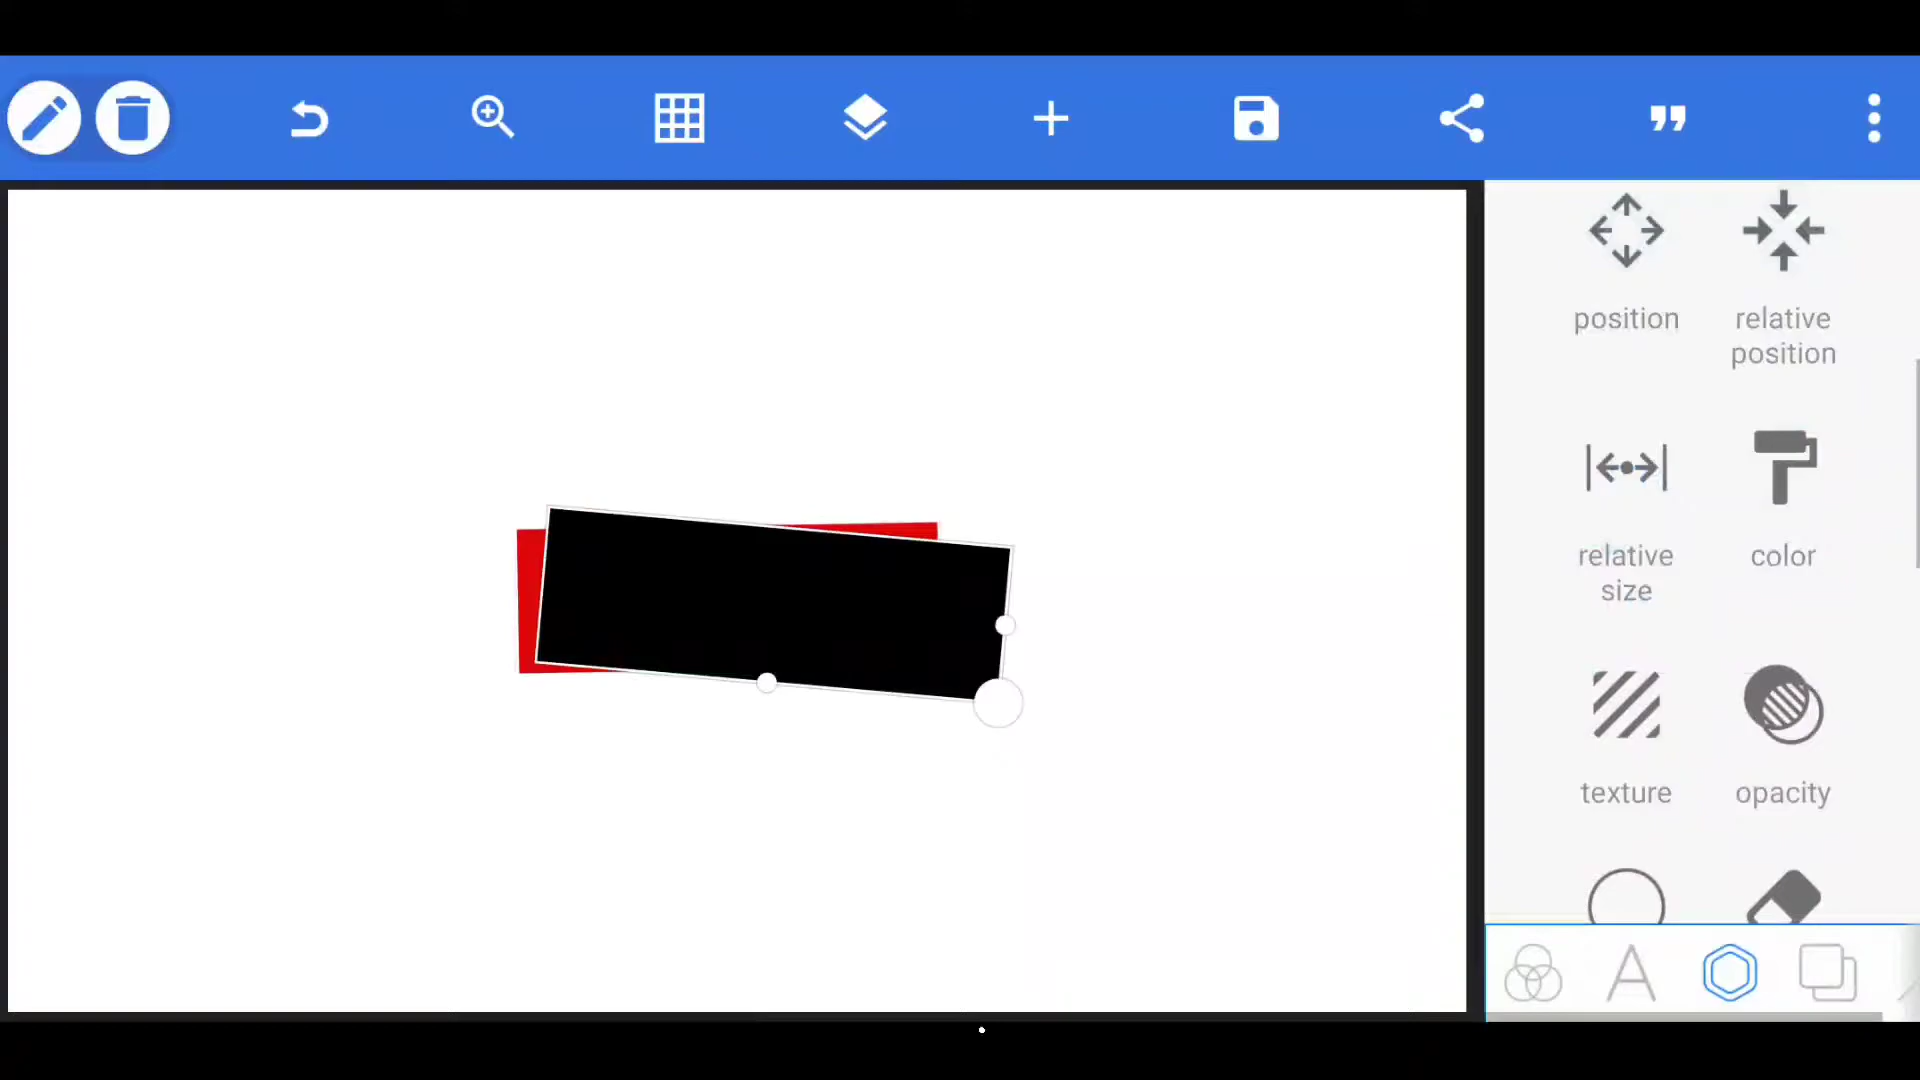 position
relative
position
relative
size
color
texture
opacity